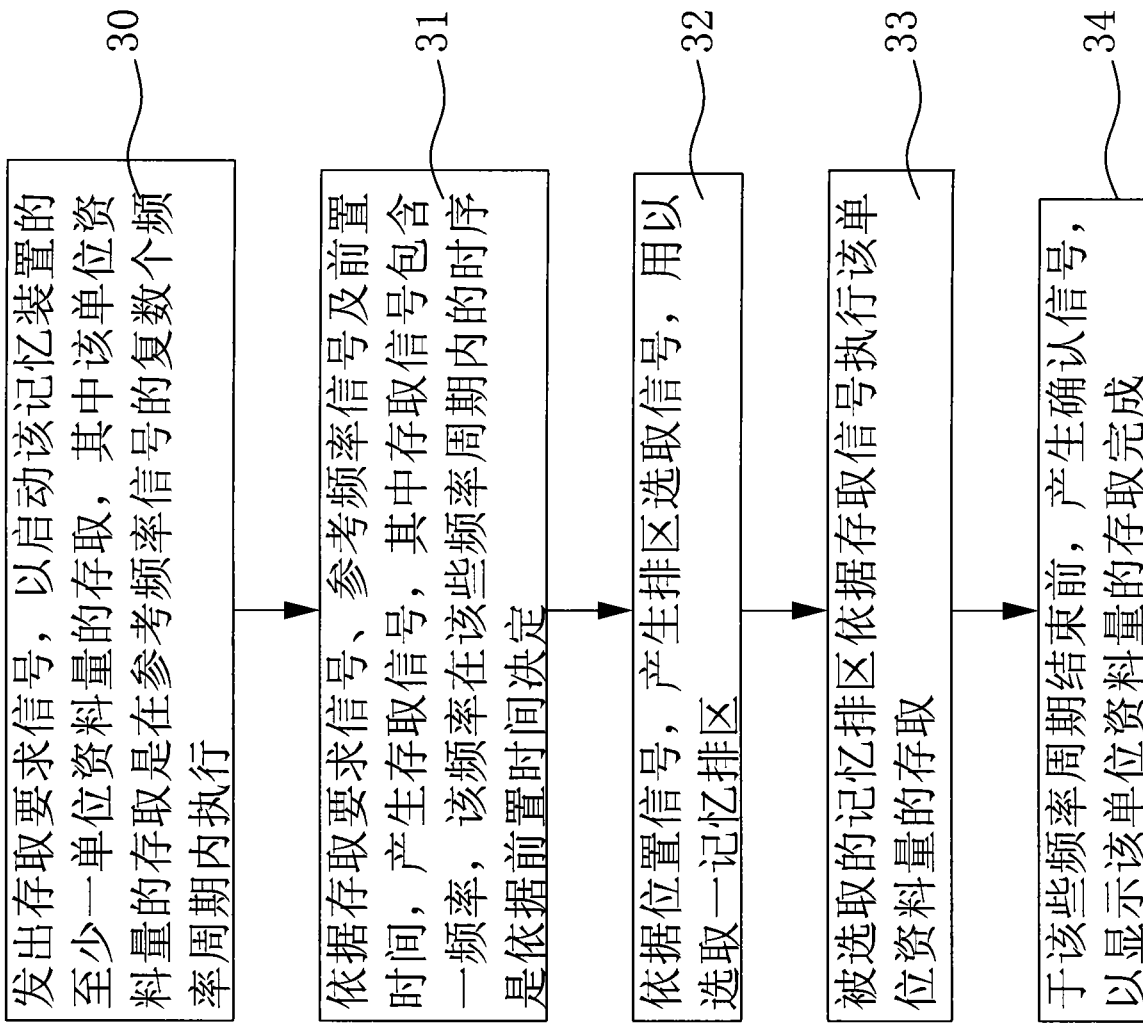 发出存取要求信号，以启动该记忆装置的
至少一单位资料量的存取，其中该单位资
料量的存取是在参考频率信号的复数个频
率周期内执行
30
依据存取要求信号、参考频率信号及前置
时间，产生存取信号，其中存取信号包含
一频率，该频率在该些频率周期内的时序
是依据前置时间决定
31
依据位置信号，产生排区选取信号，用以
选取一记忆排区
32
被选取的记忆排区依据存取信号执行该单
位资料量的存取
33
于该些频率周期结束前，产生确认信号，
以显示该单位资料量的存取完成
34